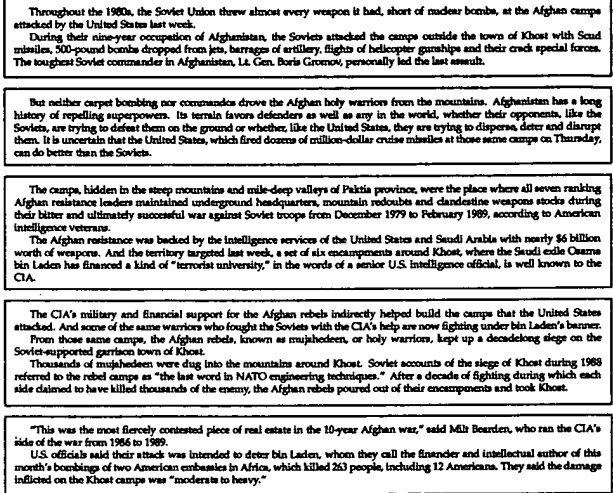 Throughout the 1980s, the Soviet Union threw almost every weapon it had, short of nuclear bombs, at the Afghan camps
attacked by the United States last week.
During their nine-year occupation of Afghanistan, the Soviets attacked the camps outside the town of Khost with Scud
missiles, 500-pound bombs dropped from jets, barrages of artillery, flights of helicopter gunships and their crack special forces.
The toughest Soviet commander in Afghanistan, Lt. Gen. Boris Gromov, personally led the last assault.
But neither carpet bombing nor commandos drove the Afghan holy warriors from the mountains. Afghanistan has a long
history of repelling superpowers. Its terrain favors defenders as well as any in the world, whether their opponents, like the
Soviets, are trying to defeat them on the ground or whether, like the United States, they are trying to disperse, deter and disrupt
them. It is uncertain that the United States, which fired dozens of million-dollar cruise missiles at those same camps on Thursday,
can do better than the Soviets.
The camps, hidden in the steep mountains and mile-deep valleys of Paktia province, were the place where all seven ranking
Afghan resistance leaders maintained underground headquarters, mountain redoubts and clandestine weapons stocks during
their bitter and ultimately successful war against Soviet troops from December 1979 to February 1989, according to American
intelligence veterans.
The Afghan resistance was backed by the intelligence services of the United States and Saudi Arabia with nearly $6 billion
worth of weapons. And the territory targeted last week, a set of six encampments around Khost, where the Saudi exile Osama
bin Laden has financed a kind of "terrorist university," in the words of a senior U.S. intelligence official, is well known to the
CIA.
The CIA's military and financial support for the Afghan rebels indirectly helped build the camps that the United States
attacked. And some of the same warriors who fought the Soviets with the CIA's help are now fighting under bin Laden's banner.
From those same camps, the Afghan rebels, known as mujahedeen, or holy warriors, kept up a decadelong siege on the
Soviet-supported garrison town of Khost.
Thousands of mujahedeen were dug into the mountains around Khost. Soviet accounts of the siege of Khost during 1988
referred to the rebel camps as "the last word in NATO engineering techniques." After a decade of fighting during which each
side claimed to have killed thousands of the enemy, the Afghan rebels poured out of their encampments and took Khost.
"This was the most fiercely contested piece of real estate in the 10-year Afghan war," said Milt Bearden, who ran the CIA's
side of the war from 1986 to 1989.
U.S. officials said their attack was intended to deter bin Laden, whom they call the financier and intellectual author of this
month's bombings of two American embassies in Africa, which killed 263 people, including 12 Americans. They said the damage
inflicted on the Khost camps was "moderate to heavy."